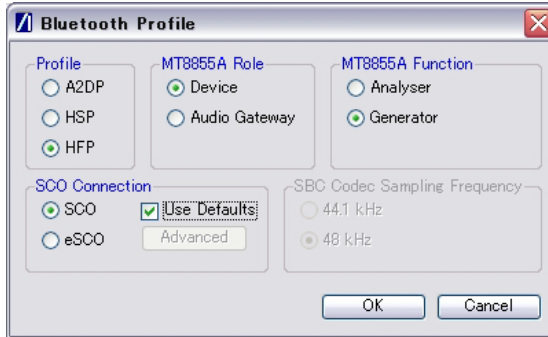 Bluetooth Profile
Profile
A2DP
HSP
HFP
MT8855A Role
Device
Audio Gateway
MT8855A Function
Analyser
Generator
SCO Connection
SCO
Use Defaults
eSCO
Advanced
SBC Codec Sampling Frequency
44.1 kHz
48 kHz
OK
Cancel